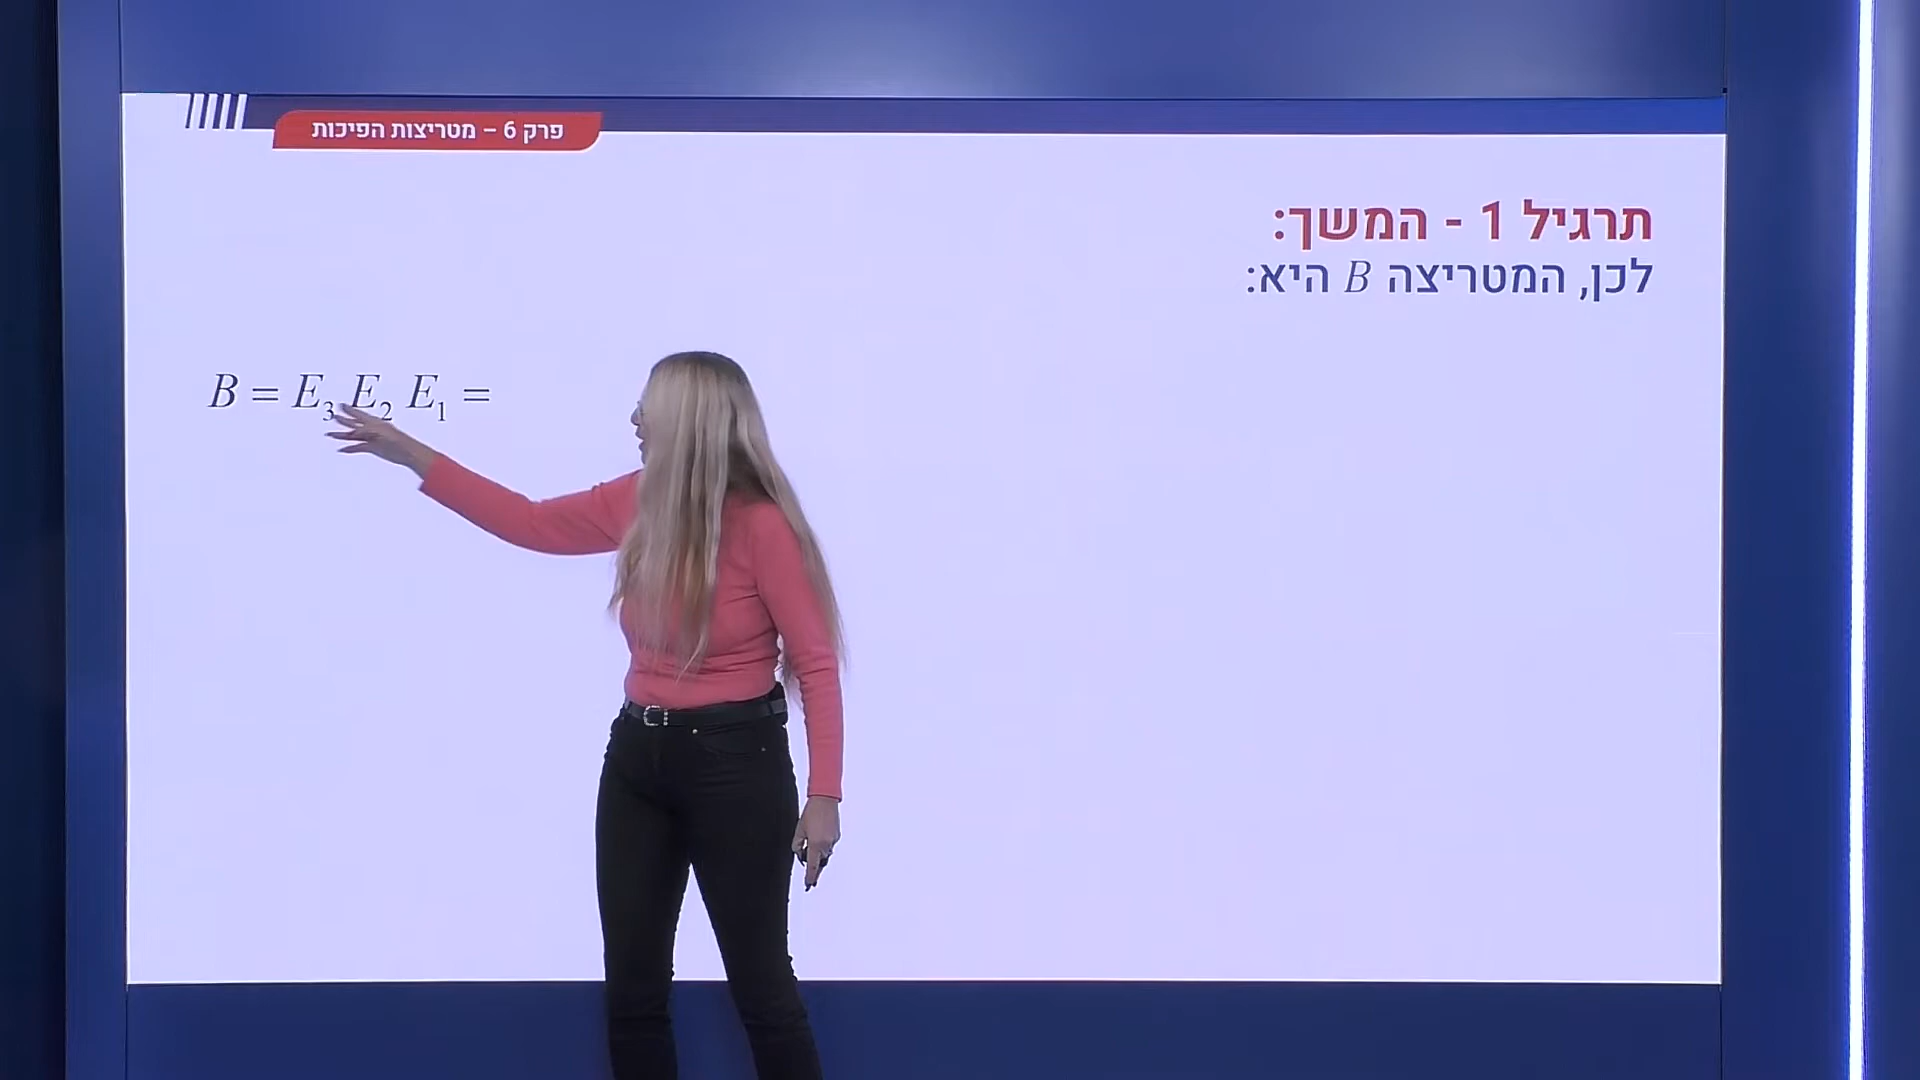 פרק 6 – מטריצות הפיכות
תרגיל 1 - המשך:
לכן, המטריצה B היא:
B = E₃ E₂ E₁ =